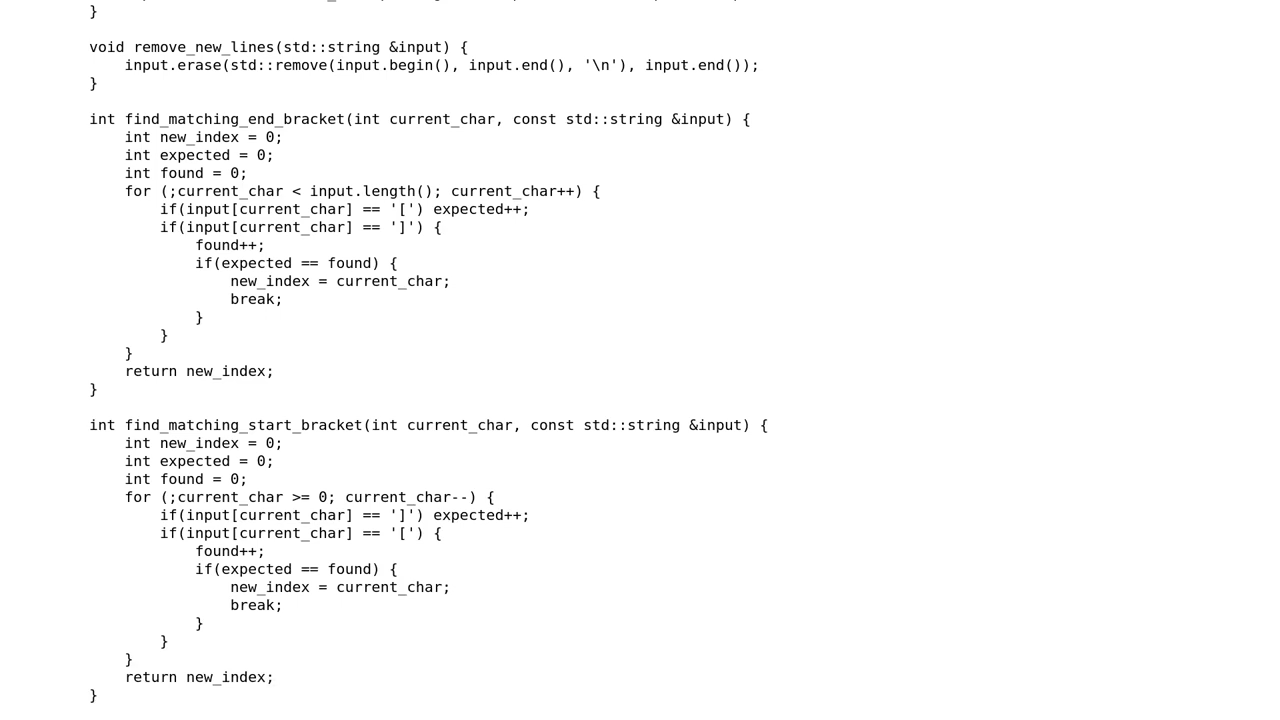 }
void remove_new_lines(std::string &input) {
    input.erase(std::remove(input.begin(), input.end(), '\n'), input.end());
}
int find_matching_end_bracket(int current_char, const std::string &input) {
    int new_index = 0;
    int expected = 0;
    int found = 0;
    for (;current_char < input.length(); current_char++) {
        if(input[current_char] == '[') expected++;
        if(input[current_char] == ']') {
            found++;
            if(expected == found) {
                new_index = current_char;
                break;
            }
        }
    }
    return new_index;
}
int find_matching_start_bracket(int current_char, const std::string &input) {
    int new_index = 0;
    int expected = 0;
    int found = 0;
    for (;current_char >= 0; current_char--) {
        if(input[current_char] == ']') expected++;
        if(input[current_char] == '[') {
            found++;
            if(expected == found) {
                new_index = current_char;
                break;
            }
        }
    }
    return new_index;
}